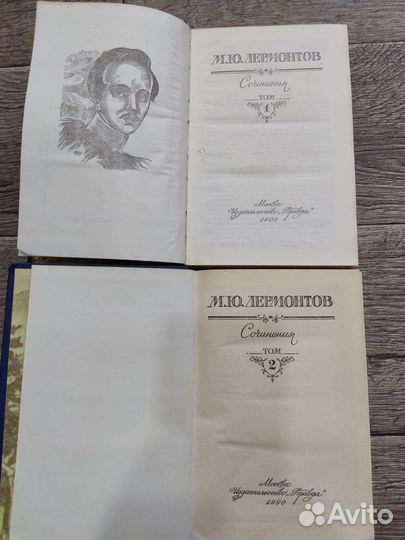 М.Ю. ЛЕРМОНТОВ
Сочинения
ТОМ
1
Москва
Издательство „Правда“
М.Ю. ЛЕРМОНТОВ
Сочинения
ТОМ
2
Москва
Издательство „Правда“
1990
Avito